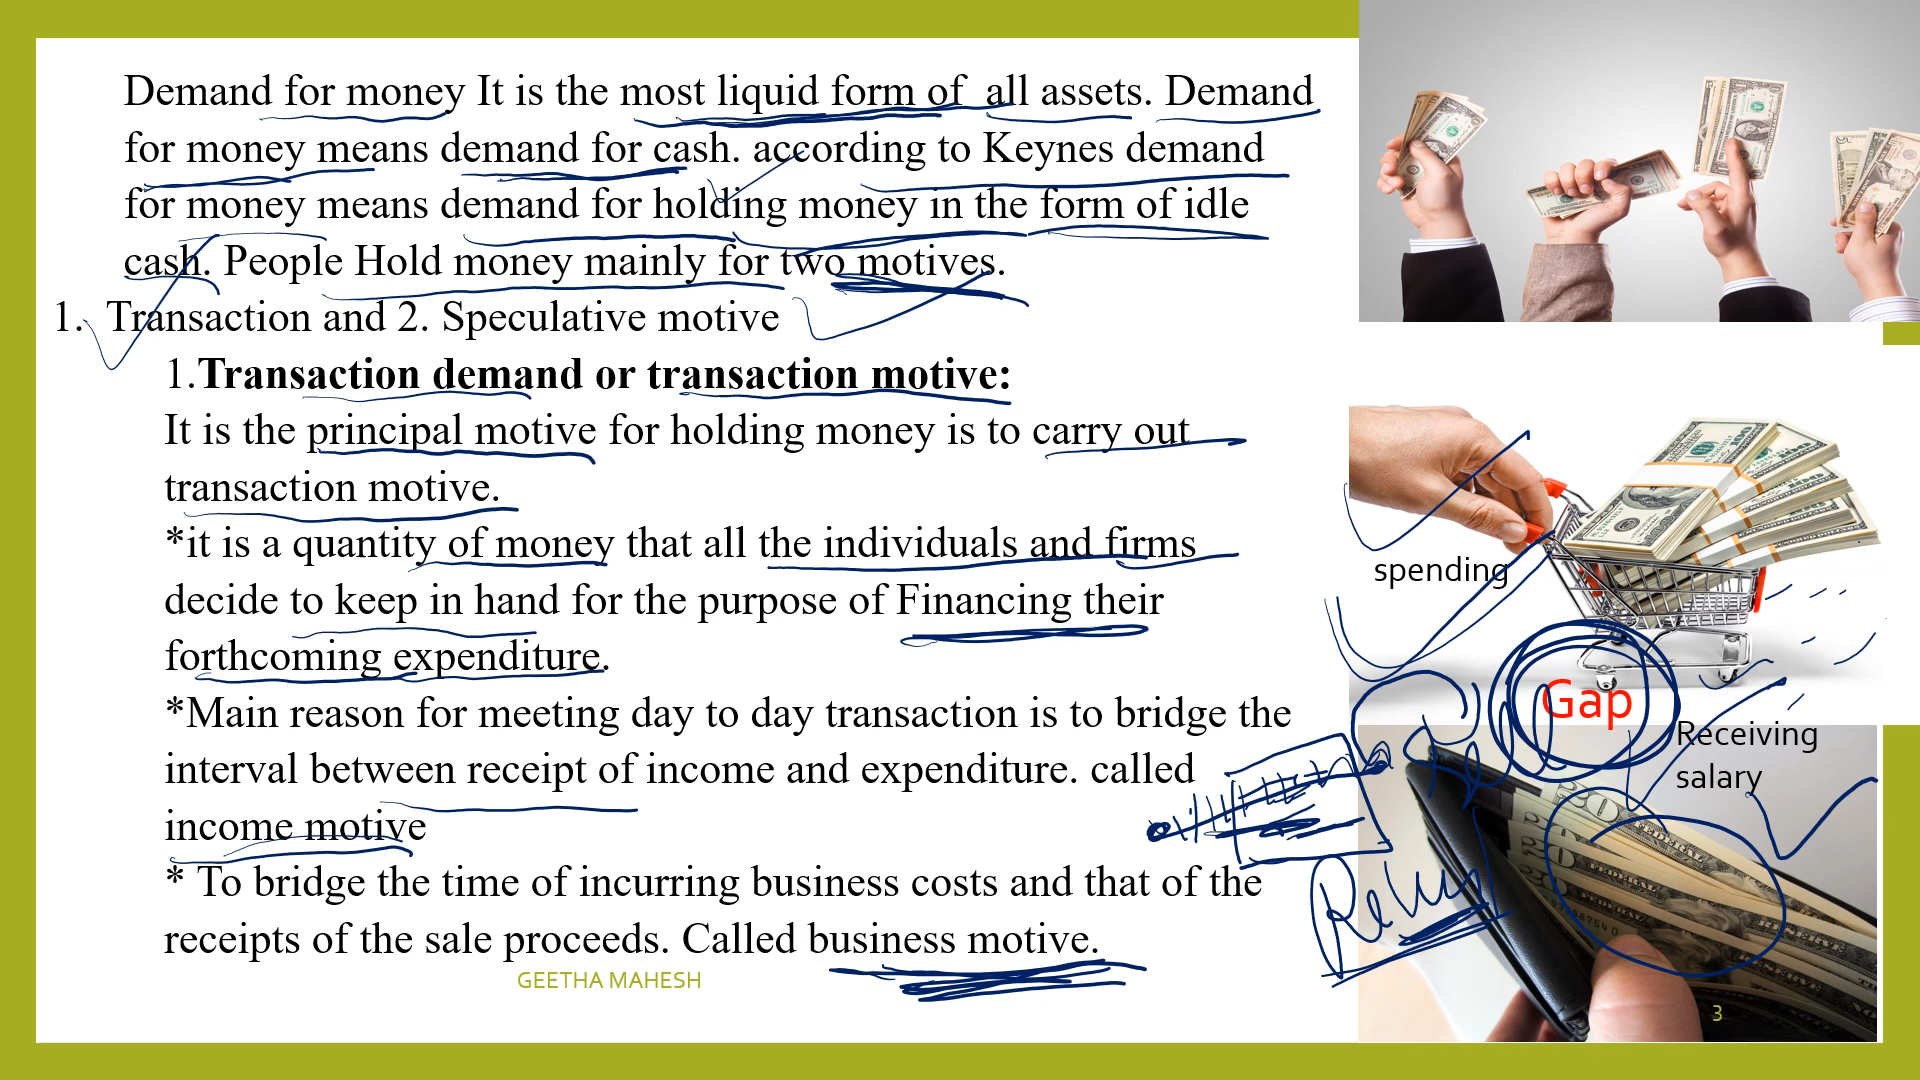 Demand for money It is the most liquid form of all assets. Demand
for money means demand for cash. according to Keynes demand
for money means demand for holding money in the form of idle
cash. People Hold money mainly for two motives.
1. Transaction and 2. Speculative motive
1.Transaction demand or transaction motive:
It is the principal motive for holding money is to carry out
transaction motive.
*it is a quantity of money that all the individuals and firms
decide to keep in hand for the purpose of Financing their
forthcoming expenditure.
*Main reason for meeting day to day transaction is to bridge the
interval between receipt of income and expenditure. called
income motive
* To bridge the time of incurring business costs and that of the
receipts of the sale proceeds. Called business motive.
GEETHA MAHESH
spending
Gap
Receiving
salary
3